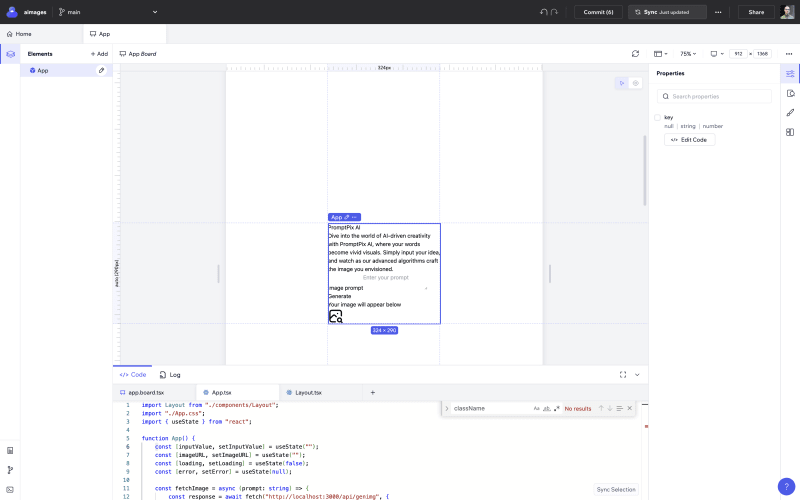 aimages
main
Commit (6)
Sync Just updated
Share
Home
App
Elements
+ Add
App Board
75%
912 × 1368
Properties
App
324px
Search properties
key
null | string | number
</> Edit Code
auto (290px)
App
PromptPix AI
Dive into the world of AI-driven creativity
with PromptPix AI, where your words
become vivid visuals. Simply input your idea,
and watch as our advanced algorithms craft
the image you envisioned.
Enter your prompt
Image prompt
Generate
Your image will appear below
324 × 290
</> Code
Log
app.board.tsx
App.tsx
Layout.tsx
+
className
Aa
ab
No results
1 import Layout from "./components/Layout";
2 import "./App.css";
3 import { useState } from "react";
4
5 function App() {
6 const [inputValue, setInputValue] = useState("");
7 const [imageURL, setImageURL] = useState("");
8 const [loading, setLoading] = useState(false);
9 const [error, setError] = useState(null);
10
11 const fetchImage = async (prompt: string) => {
12 const response = await fetch("http://localhost:3000/api/genimg", {
Sync Selection
?